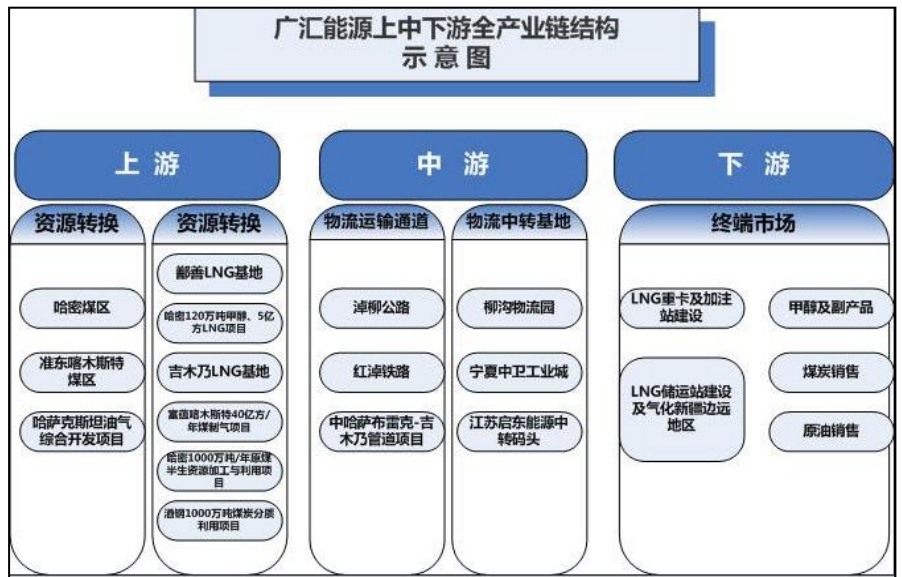 广汇能源上中下游全产业链结构
示意图
上游
中游
下游
资源转换
哈密煤区
准东喀木斯特
煤区
哈萨克斯坦油气
综合开发项目
资源转换
鄯善LNG基地
哈密120万吨甲醇、5亿
方LNG项目
吉木乃LNG基地
富蕴喀木斯特40亿方/
年煤制气项目
哈密1000万吨/年原煤
半生资源加工与利用项
目
酒钢1000万吨煤炭分质
利用项目
物流运输通道
淖柳公路
红淖铁路
中哈萨布雷克-吉
木乃管道项目
物流中转基地
柳沟物流园
宁夏中卫工业城
江苏启东能源中
转码头
终端市场
LNG重卡及加注
站建设
LNG储运站建设
及气化新疆边远
地区
甲醇及副产品
煤炭销售
原油销售